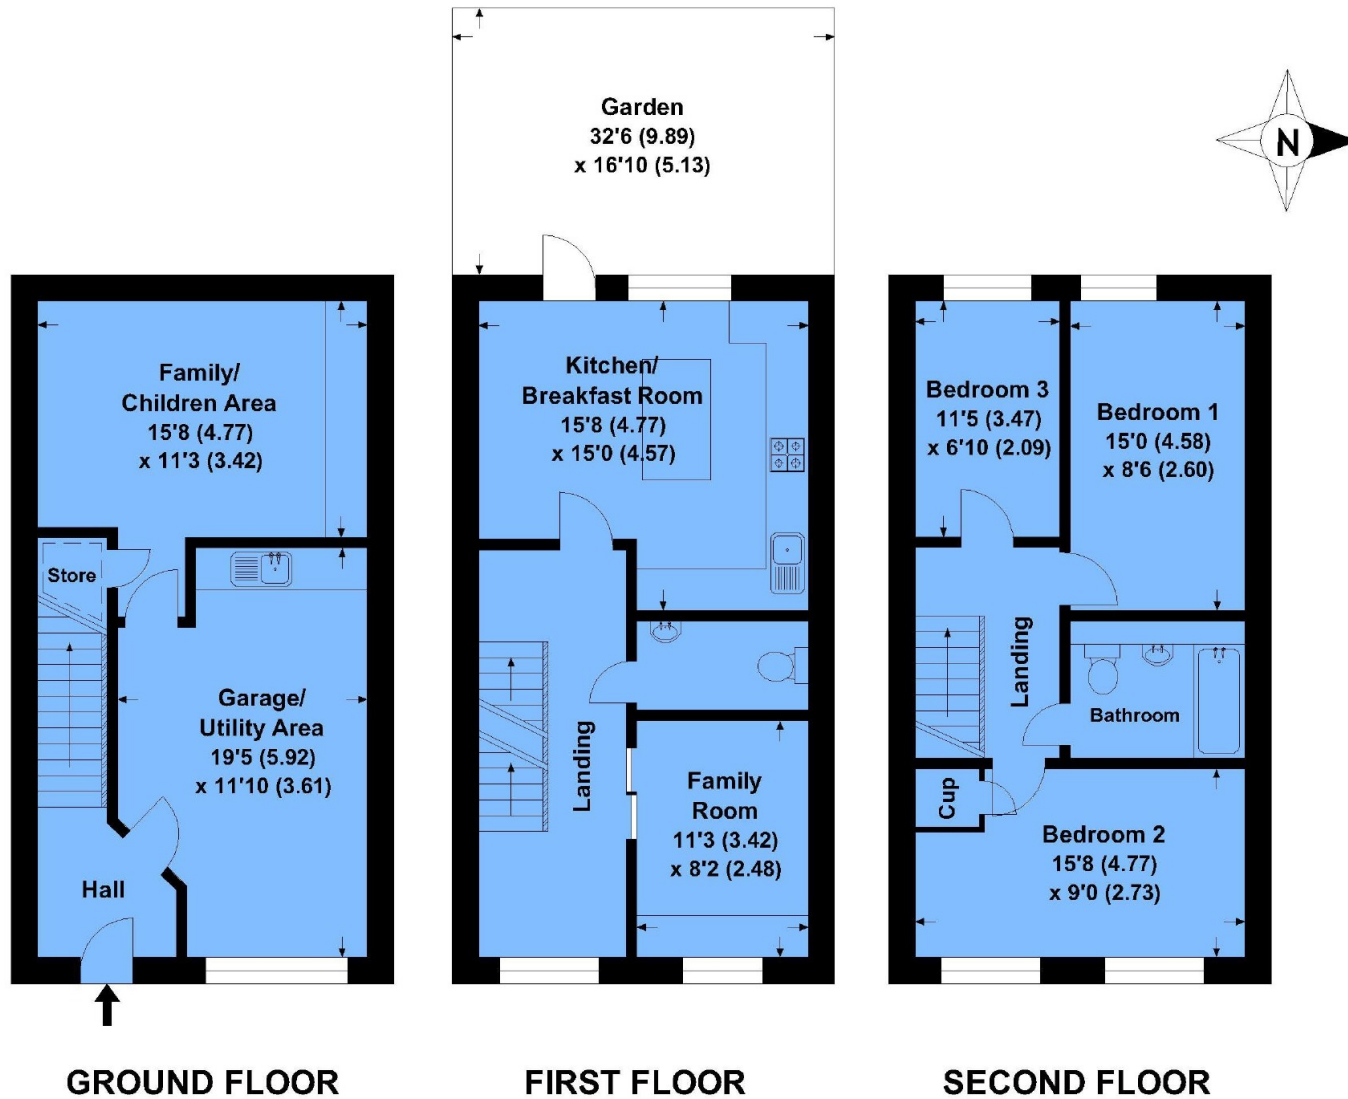 Garden
32'6 (9.89)
x 16'10 (5.13)
N
Family/
Children Area
15'8 (4.77)
x 11'3 (3.42)
Store
Garage/
Utility Area
19'5 (5.92)
x 11'10 (3.61)
Hall
Kitchen/
Breakfast Room
15'8 (4.77)
x 15'0 (4.57)
Landing
Family
Room
11'3 (3.42)
x 8'2 (2.48)
Bedroom 3
11'5 (3.47)
x 6'10 (2.09)
Bedroom 1
15'0 (4.58)
x 8'6 (2.60)
Landing
Bathroom
Cup
Bedroom 2
15'8 (4.77)
x 9'0 (2.73)
GROUND FLOOR
FIRST FLOOR
SECOND FLOOR